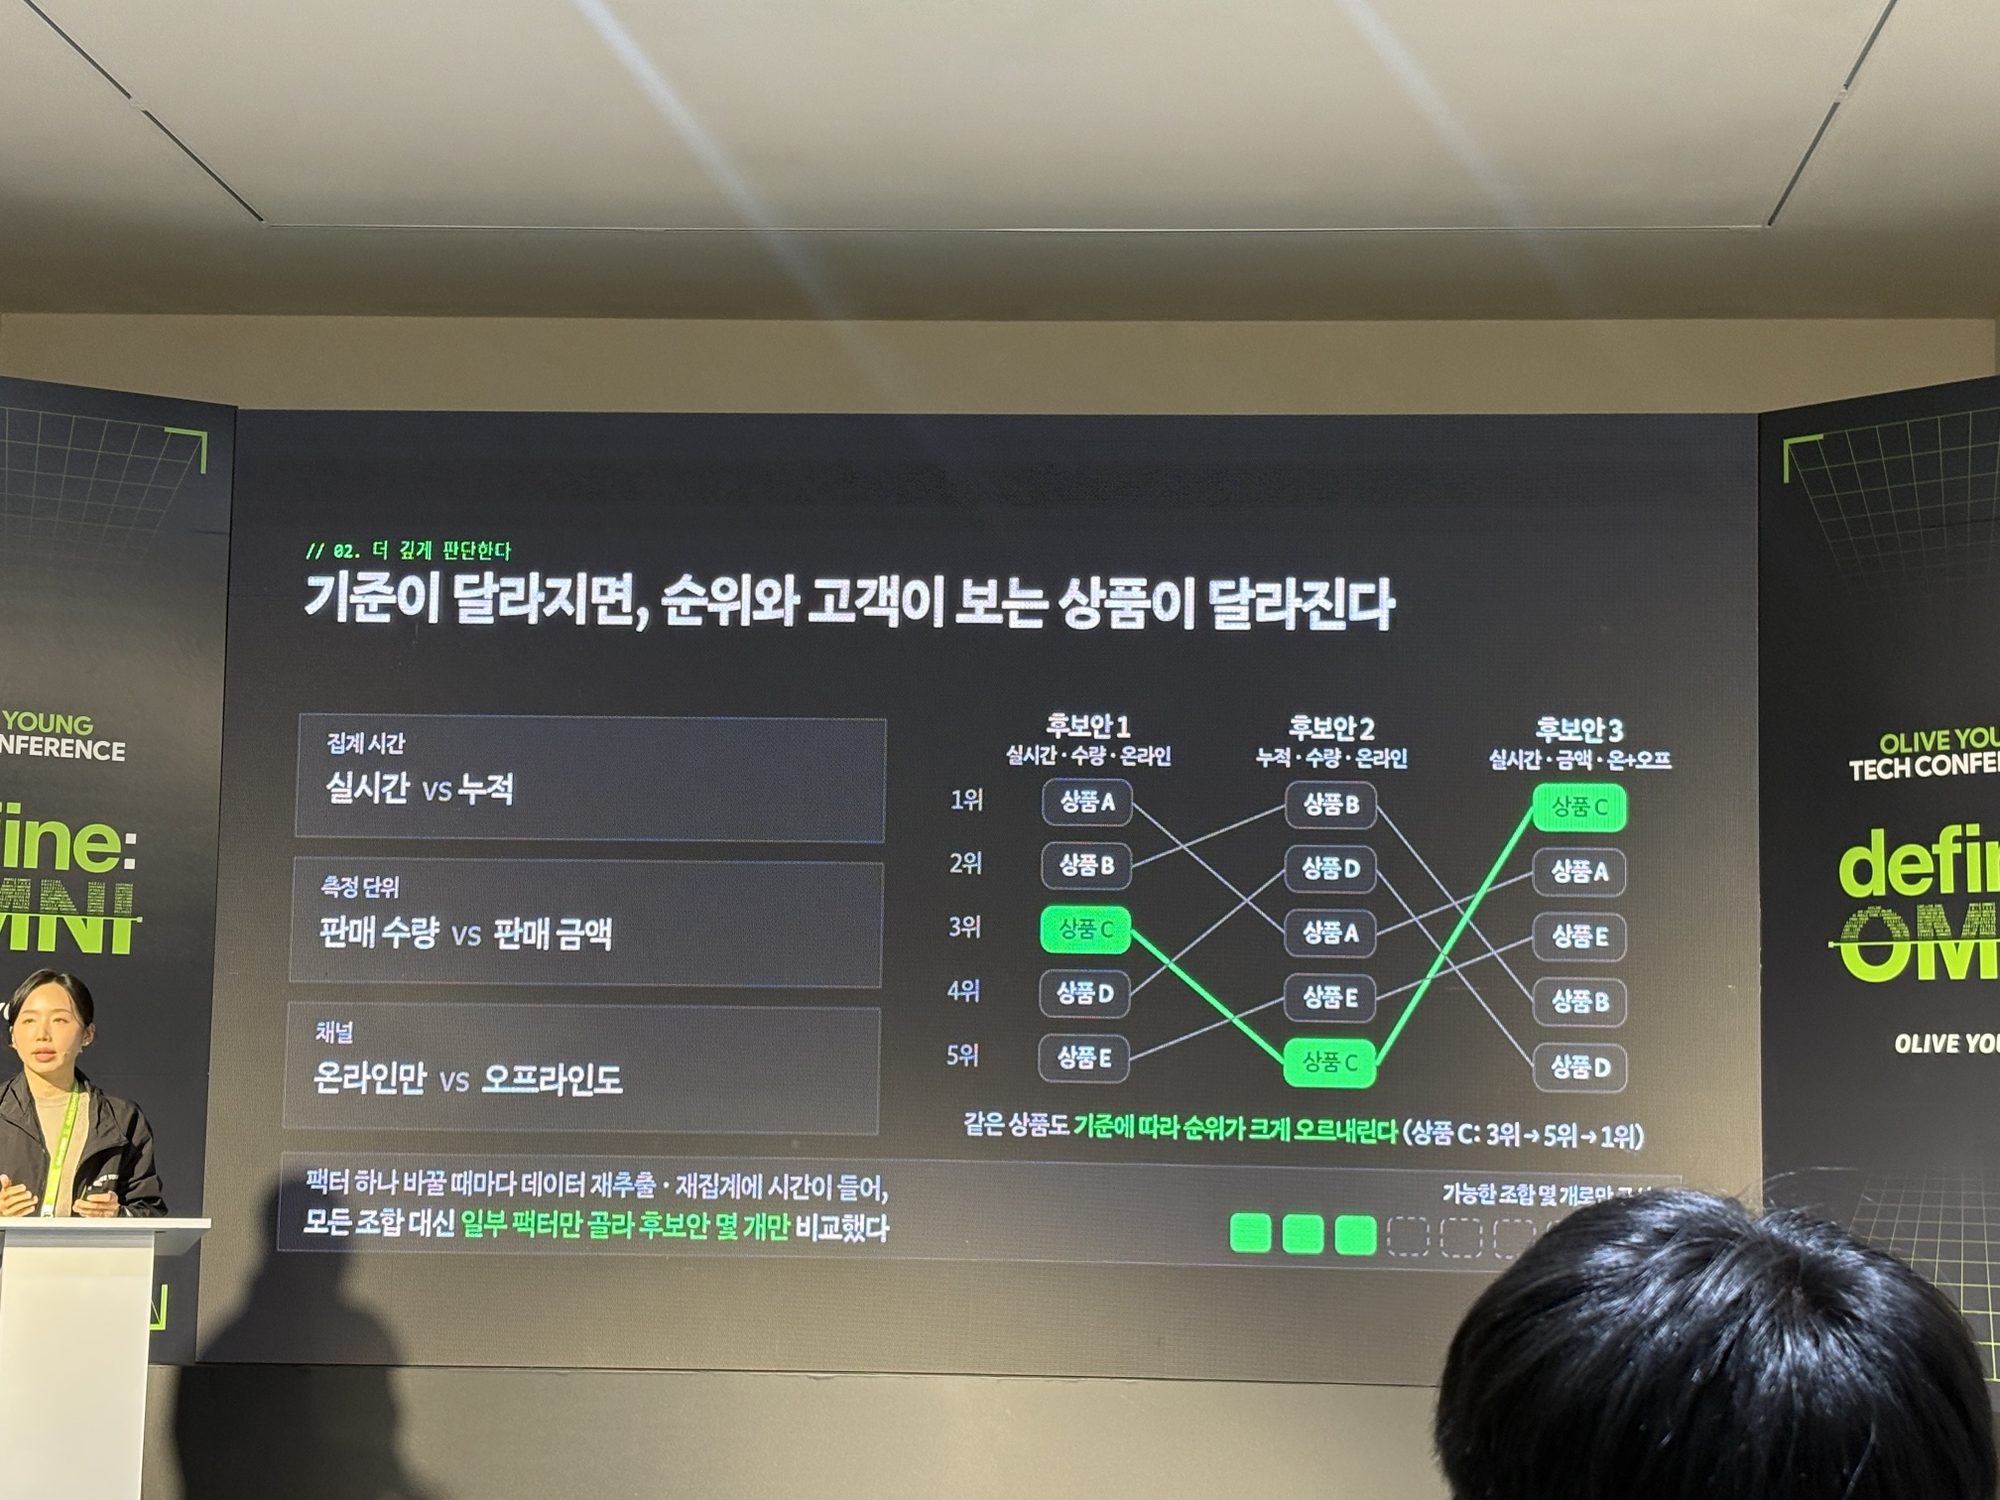 // 02. 더 깊게 판단한다
기준이 달라지면, 순위와 고객이 보는 상품이 달라진다
집계 시간
실시간 vs 누적
측정 단위
판매 수량 vs 판매 금액
채널
온라인만 vs 오프라인도
후보안 1
실시간 · 수량 · 온라인
후보안 2
누적 · 수량 · 온라인
후보안 3
실시간 · 금액 · 온+오프
1위 상품 A 상품 B 상품 C
2위 상품 B 상품 D 상품 A
3위 상품 C 상품 A 상품 E
4위 상품 D 상품 E 상품 B
5위 상품 E 상품 C 상품 D
같은 상품도 기준에 따라 순위가 크게 오르내린다 (상품 C: 3위→5위→1위)
팩터 하나 바꿀 때마다 데이터 재추출 · 재집계에 시간이 들어,
모든 조합 대신 일부 팩터만 골라 후보안 몇 개만 비교했다
가능한 조합 몇 개로만
YOUNG
NFERENCE
ine:
MNI
OLIVE YOU
TECH CONFE
defin
OM
OLIVE YOU